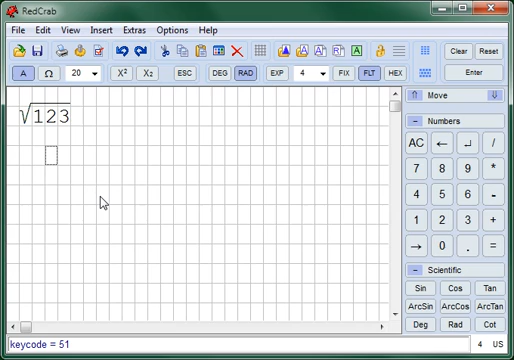 RedCrab
File Edit View Insert Extras Options Help
Clear Reset
A Ω 20 X² X₂ ESC DEG RAD EXP 4 FIX FLT HEX Enter
√123
Move
Numbers
AC ← ↵ /
7 8 9 *
4 5 6 -
1 2 3 +
→ 0 . =
Scientific
Sin Cos Tan
ArcSin ArcCos ArcTan
Deg Rad Cot
keycode = 51
4 US